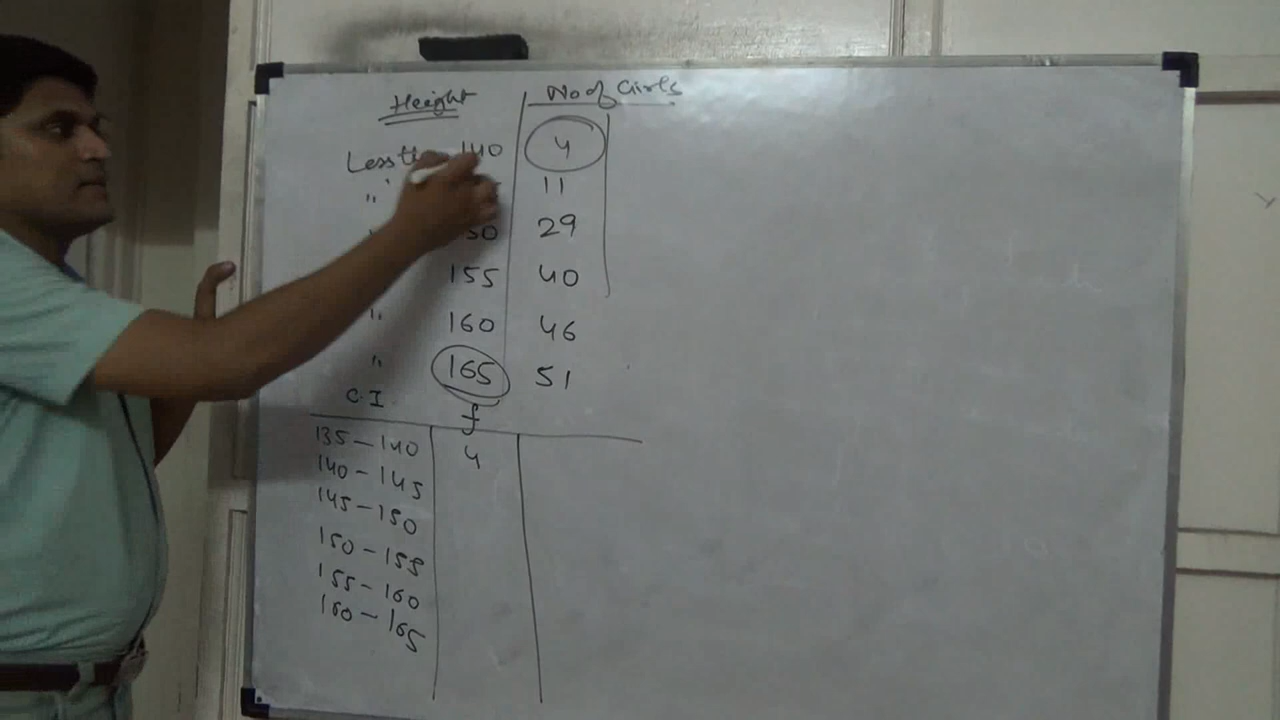 Height No of Girls
Less 140 4
" 11
50 29
155 40
" 160 46
" 165 51
C.I f
135-140 4
140-145
145-150
150-155
155-160
160-165